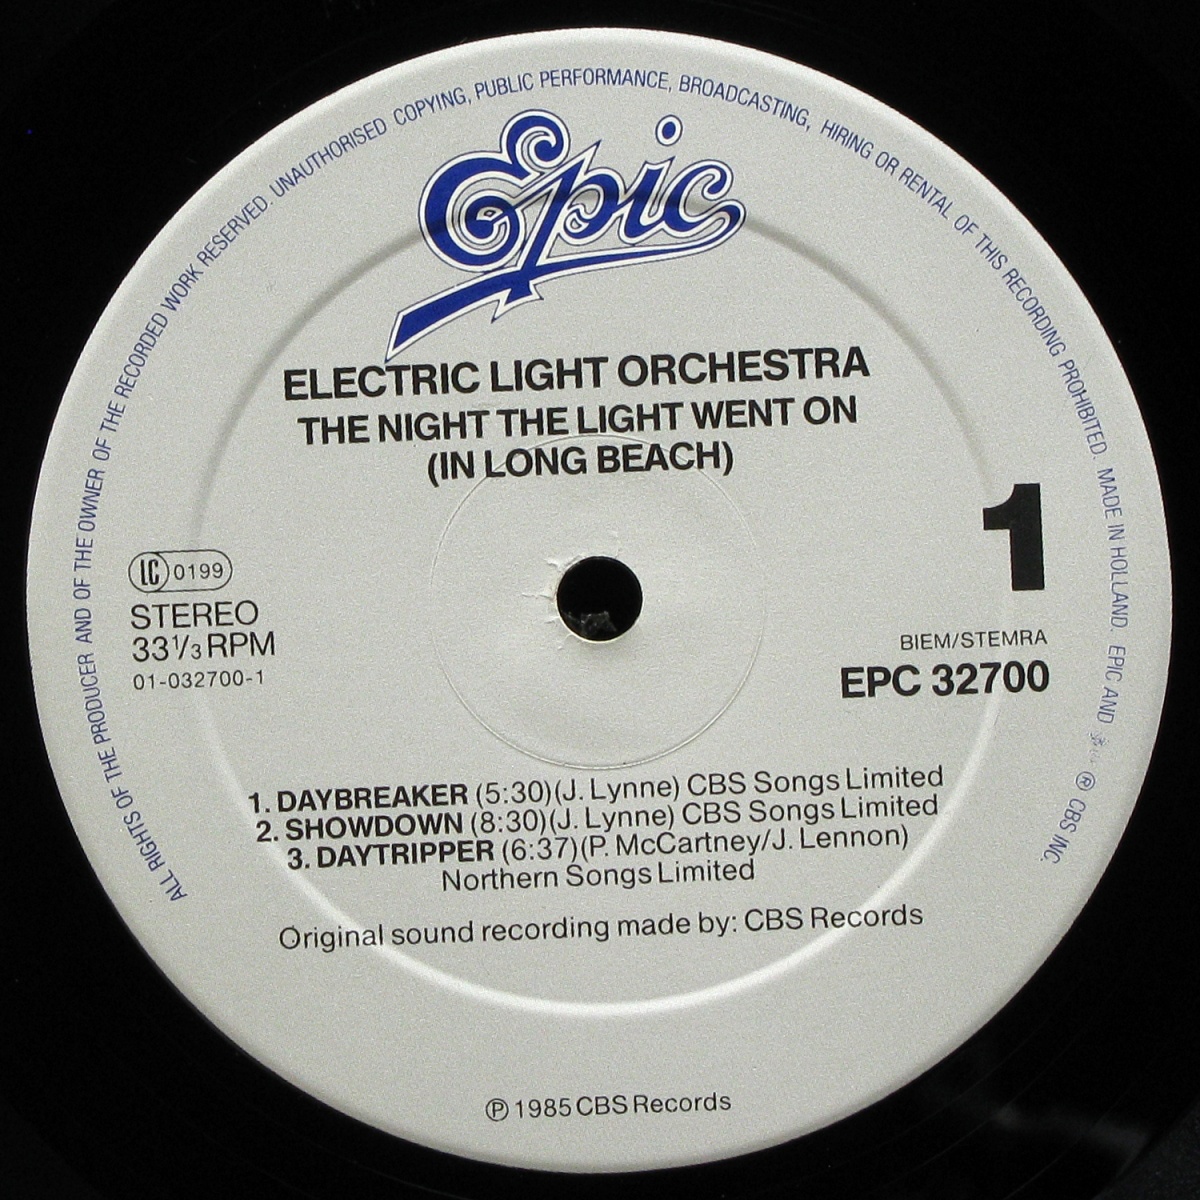 ALL RIGHTS OF THE PRODUCER AND OF THE OWNER OF THE RECORDED WORK RESERVED. UNAUTHORISED COPYING, PUBLIC PERFORMANCE, BROADCASTING, HIRING OR RENTAL OF THIS RECORDING PROHIBITED. MADE IN HOLLAND. EPIC AND ® CBS INC.
Epic
ELECTRIC LIGHT ORCHESTRA
THE NIGHT THE LIGHT WENT ON
(IN LONG BEACH)
1
LC 0199
STEREO
33⅓ RPM
01-032700-1
BIEM/STEMRA
EPC 32700
1. DAYBREAKER (5:30)(J. Lynne) CBS Songs Limited
2. SHOWDOWN (8:30)(J. Lynne) CBS Songs Limited
3. DAYTRIPPER (6:37)(P. McCartney/J. Lennon)
Northern Songs Limited
Original sound recording made by: CBS Records
℗ 1985 CBS Records